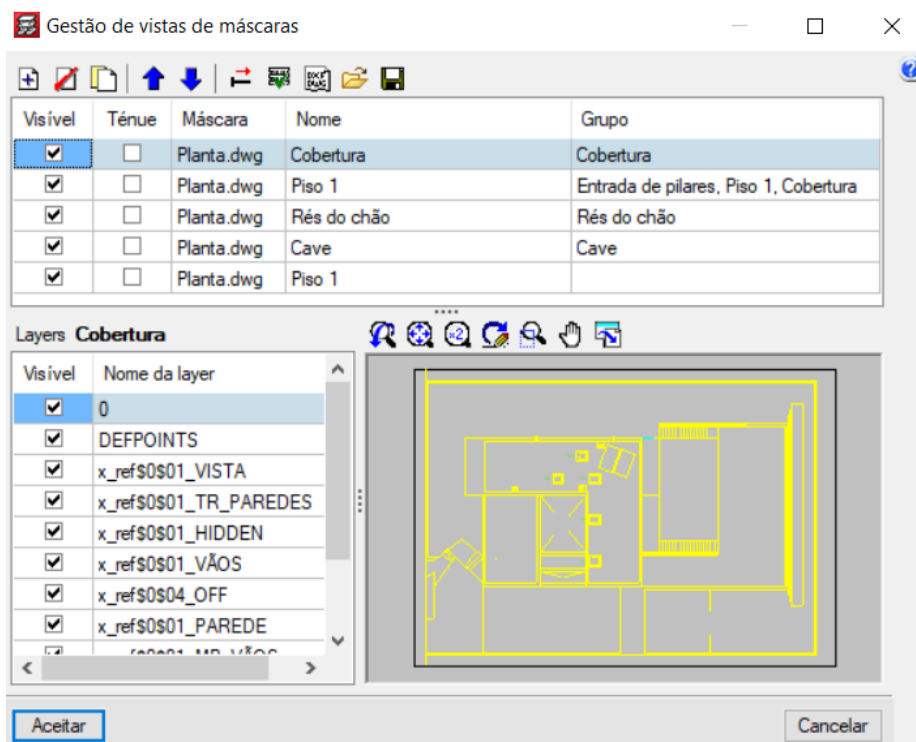 Gestão de vistas de máscaras
Visível Ténue Máscara Nome Grupo
Planta.dwg Cobertura Cobertura
Planta.dwg Piso 1 Entrada de pilares, Piso 1, Cobertura
Planta.dwg Rés do chão Rés do chão
Planta.dwg Cave Cave
Planta.dwg Piso 1
Layers Cobertura
Visível Nome da layer
0
DEFPOINTS
x_ref$0$01_VISTA
x_ref$0$01_TR_PAREDES
x_ref$0$01_HIDDEN
x_ref$0$01_VÃOS
x_ref$0$04_OFF
x_ref$0$01_PAREDE
Aceitar Cancelar